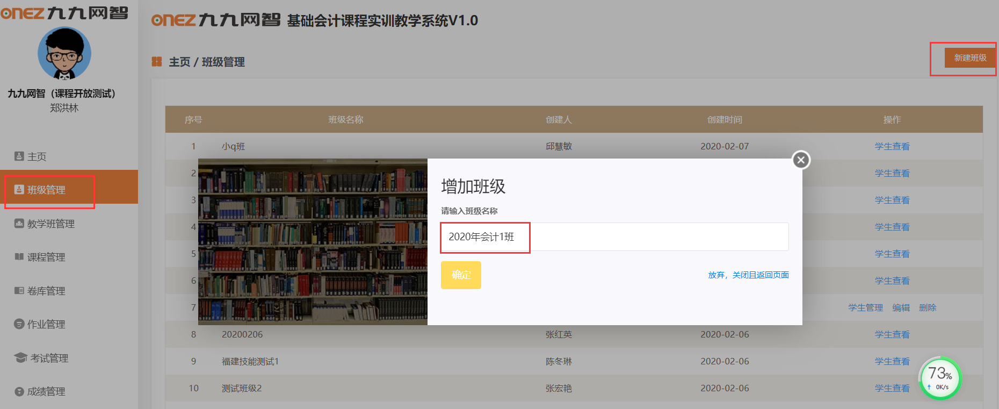 onez 九九网智
九九网智（课程开放测试）
郑洪林
主页
班级管理
教学班管理
课程管理
卷库管理
作业管理
考试管理
成绩管理
onez 九九网智 基础会计课程实训教学系统V1.0
主页 / 班级管理
新建班级
序号 班级名称 创建人 创建时间 操作
1 小q班 邱慧敏 2020-02-07 学生查看
2 学生查看
3 学生查看
4 学生查看
5 学生查看
6 学生查看
7 学生管理 编辑 删除
8 20200206 张红英 2020-02-06 学生查看
9 福建技能测试1 陈冬琳 2020-02-06 学生查看
10 测试班级2 张宏艳 2020-02-06 学生查看
增加班级
请输入班级名称
2020年会计1班
确定
放弃，关闭且返回页面
73%
0K/s